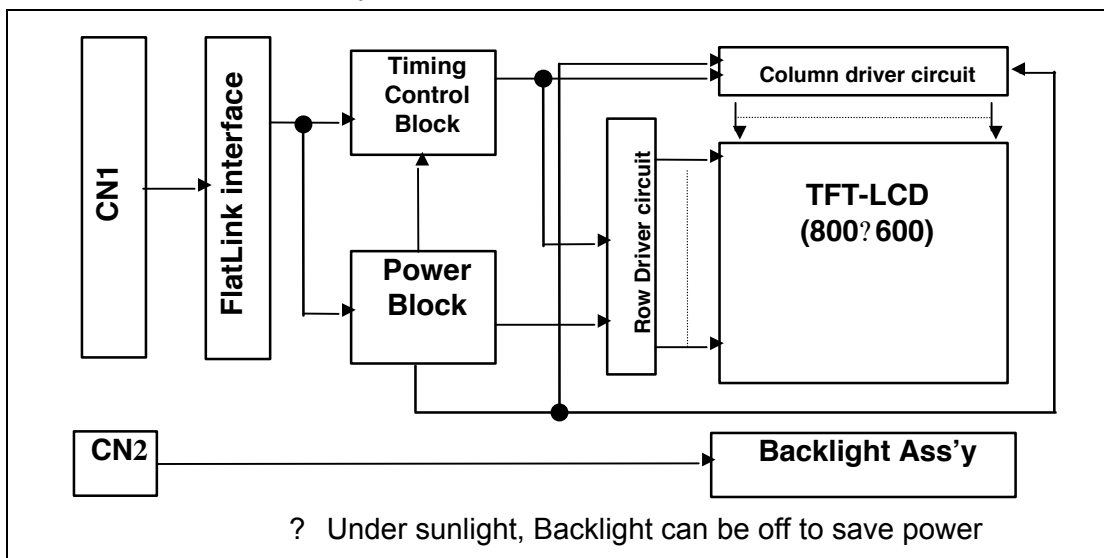 CN1
FlatLink interface
Timing
Control
Block
Power
Block
Row Driver circuit
Column driver circuit
TFT-LCD
(800?600)
CN2
Backlight Ass’y
? Under sunlight, Backlight can be off to save power